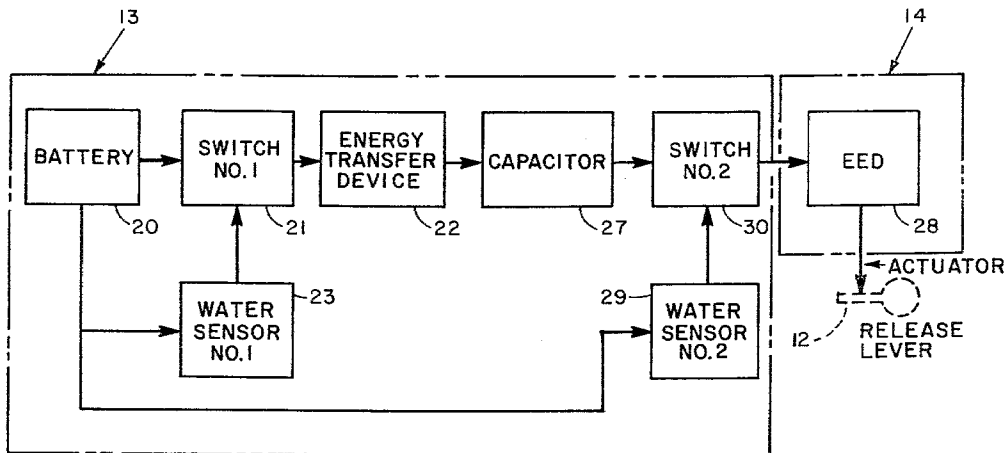 13
14
BATTERY
SWITCH
NO.1
ENERGY
TRANSFER
DEVICE
CAPACITOR
SWITCH
NO.2
EED
20
21
22
27
30
28
ACTUATOR
WATER
SENSOR
NO.1
23
29
WATER
SENSOR
NO.2
12
RELEASE
LEVER